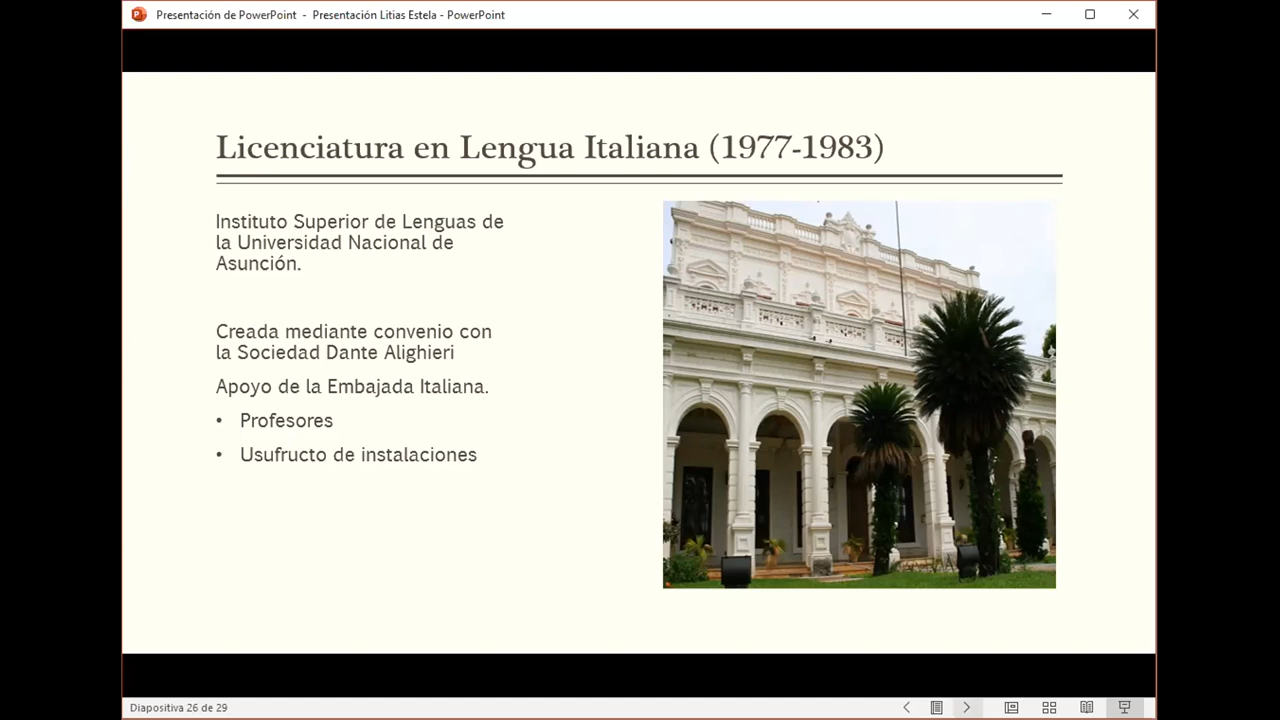 Presentación de PowerPoint - Presentación Litias Estela - PowerPoint
Licenciatura en Lengua Italiana (1977-1983)
Instituto Superior de Lenguas de
la Universidad Nacional de
Asunción.
Creada mediante convenio con
la Sociedad Dante Alighieri
Apoyo de la Embajada Italiana.
• Profesores
• Usufructo de instalaciones
Diapositiva 26 de 29